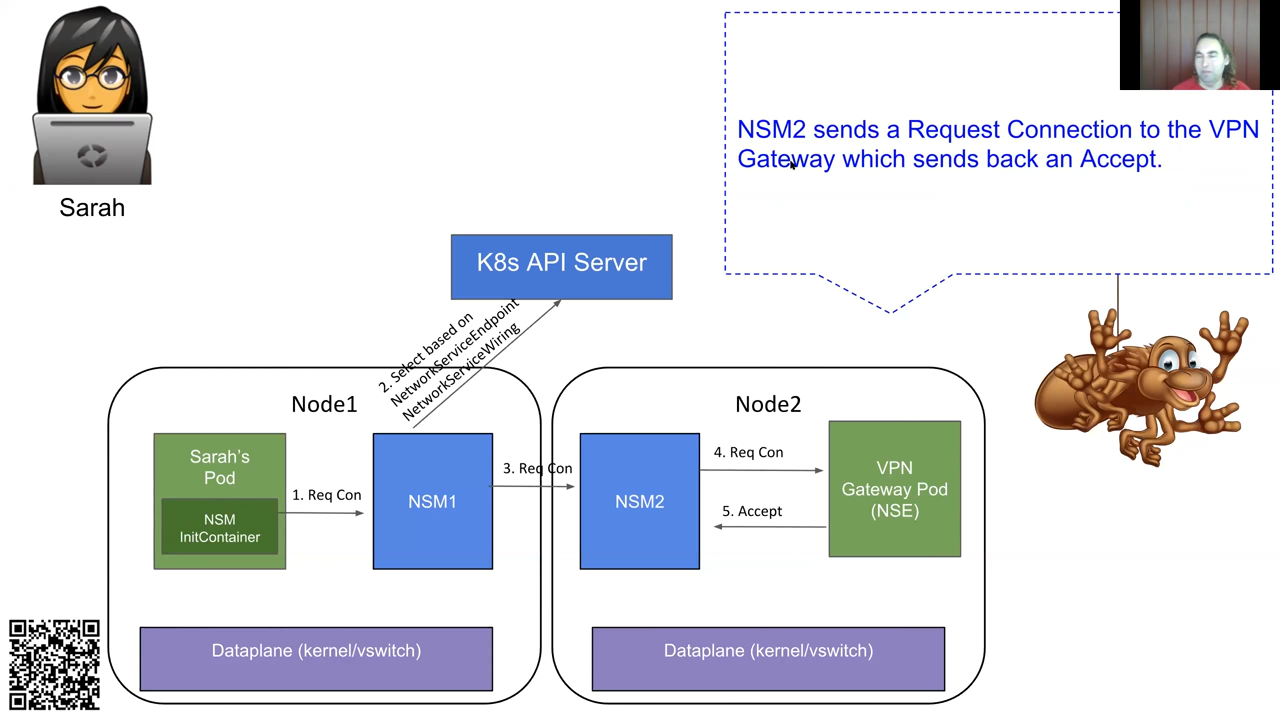 NSM2 sends a Request Connection to the VPN
Gateway which sends back an Accept.
Sarah
K8s API Server
2. Select based on
NetworkServiceEndpoint
NetworkServiceWiring
Node1
Node2
Sarah's
Pod
NSM
InitContainer
1. Req Con
NSM1
3. Req Con
NSM2
4. Req Con
5. Accept
VPN
Gateway Pod
(NSE)
Dataplane (kernel/vswitch)
Dataplane (kernel/vswitch)